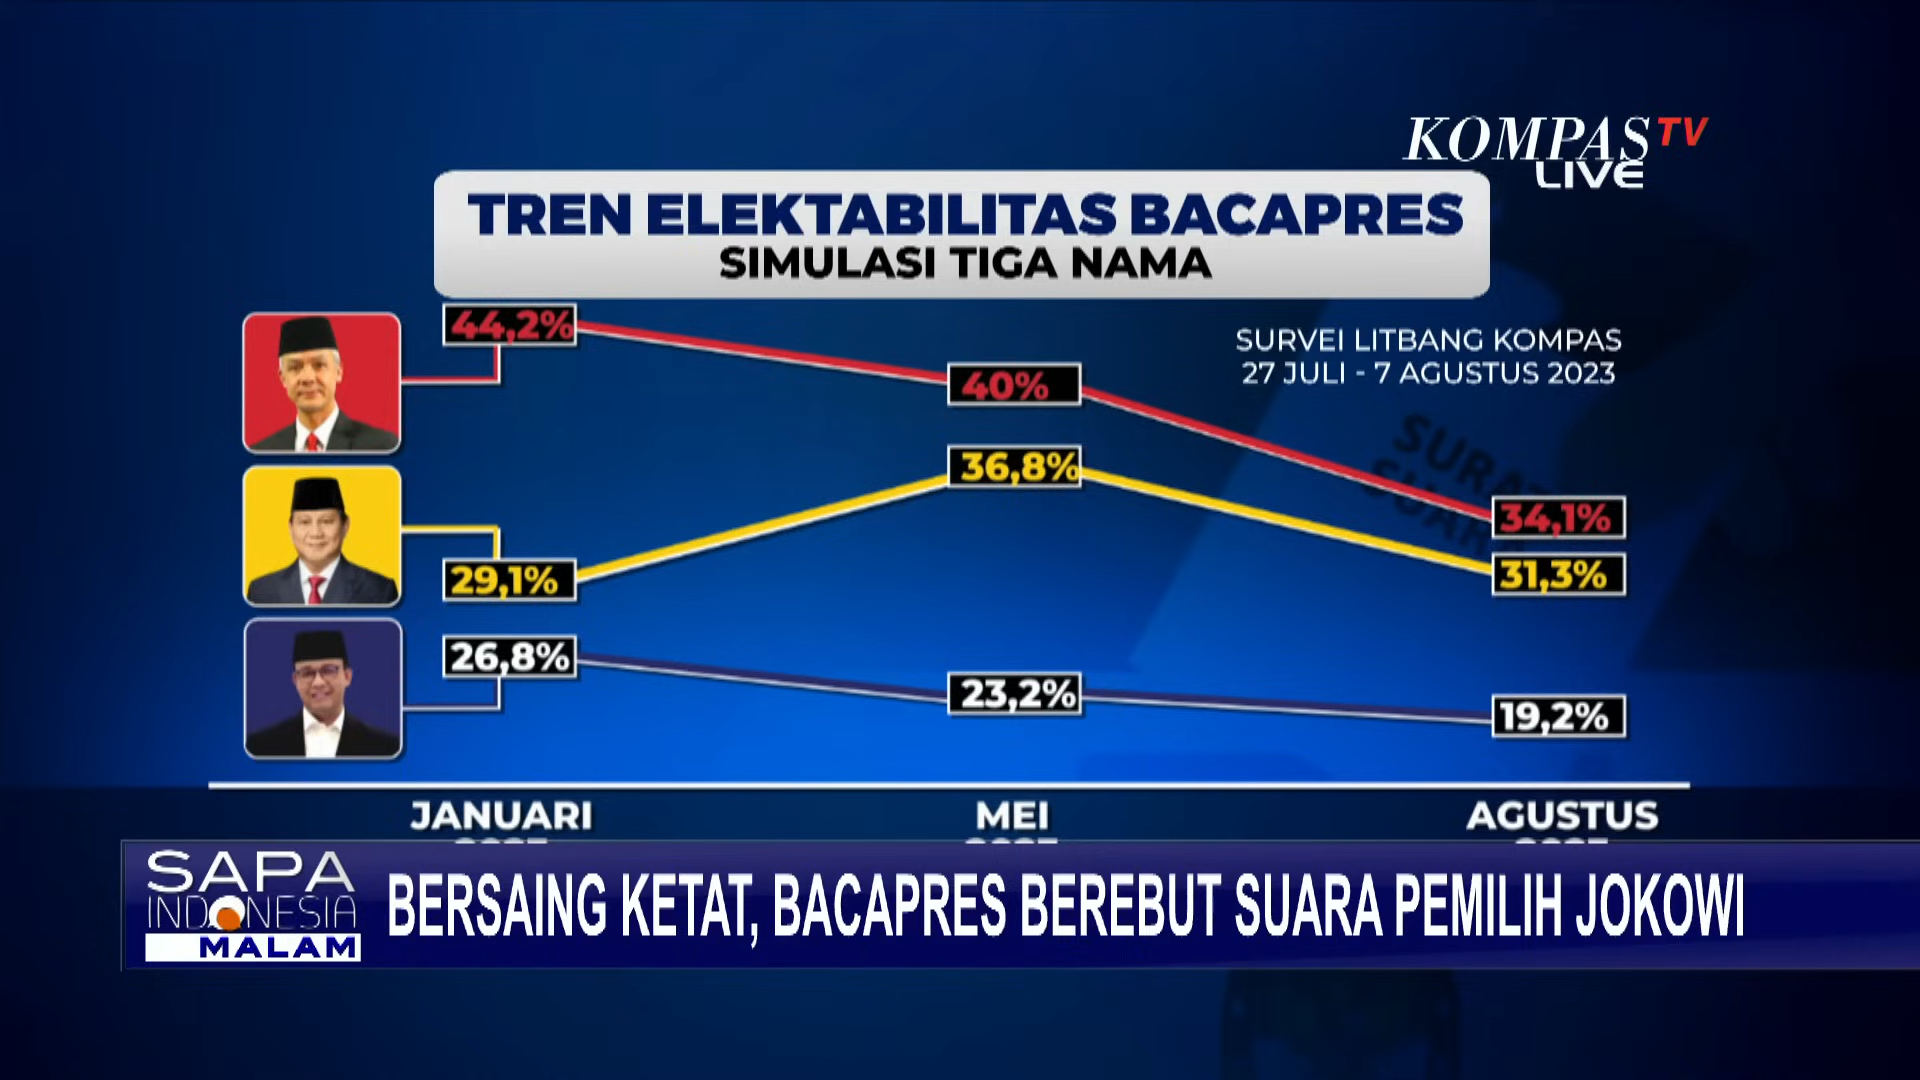 KOMPAS TV
LIVE
TREN ELEKTABILITAS BACAPRES
SIMULASI TIGA NAMA
SURVEI LITBANG KOMPAS
27 JULI - 7 AGUSTUS 2023
44,2%
40%
34,1%
29,1%
36,8%
31,3%
26,8%
23,2%
19,2%
SURAT
SUARA
JANUARI
MEI
AGUSTUS
SAPA
INDONESIA
MALAM
BERSAING KETAT, BACAPRES BEREBUT SUARA PEMILIH JOKOWI